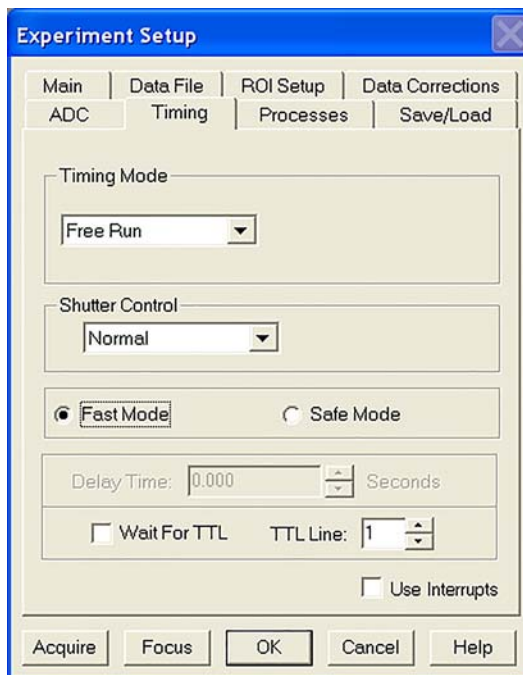 Experiment Setup
Main Data File ROI Setup Data Corrections
ADC Timing Processes Save/Load
Timing Mode
Free Run
Shutter Control
Normal
Fast Mode Safe Mode
Delay Time: 0.000 Seconds
Wait For TTL TTL Line: 1
Use Interrupts
Acquire Focus OK Cancel Help